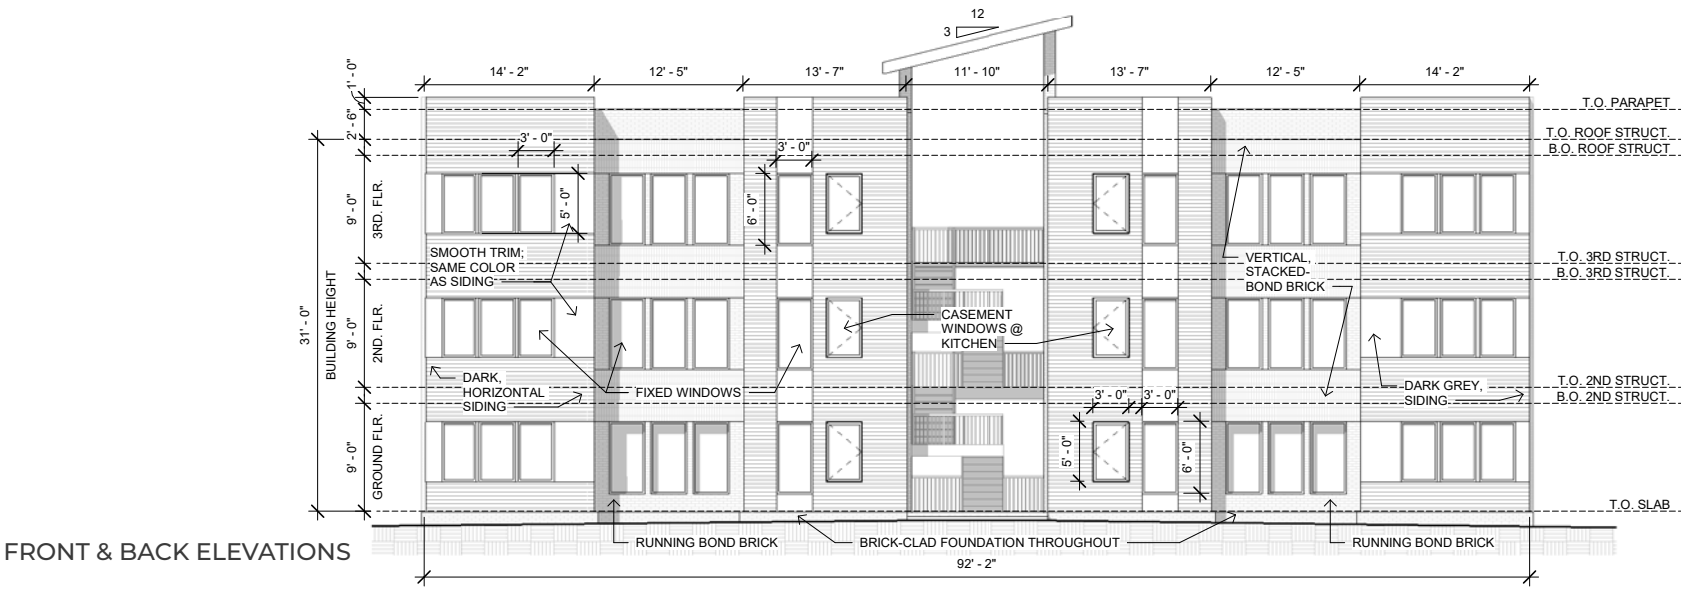 12
3
14' - 2"
12' - 5"
13' - 7"
11' - 10"
13' - 7"
12' - 5"
14' - 2"
1' - 0"
2' - 6"
T.O. PARAPET
T.O. ROOF STRUCT.
B.O. ROOF STRUCT
3' - 0"
3' - 0"
9' - 0"
3RD. FLR.
5' - 0"
6' - 0"
SMOOTH TRIM;
SAME COLOR
AS SIDING
VERTICAL,
STACKED-
BOND BRICK
T.O. 3RD STRUCT.
B.O. 3RD STRUCT.
31' - 0"
BUILDING HEIGHT
9' - 0"
2ND. FLR.
CASEMENT
WINDOWS @
KITCHEN
DARK,
HORIZONTAL
SIDING
FIXED WINDOWS
DARK GREY,
SIDING
T.O. 2ND STRUCT.
B.O. 2ND STRUCT.
3' - 0"
3' - 0"
9' - 0"
GROUND FLR.
5' - 0"
6' - 0"
T.O. SLAB
RUNNING BOND BRICK
BRICK-CLAD FOUNDATION THROUGHOUT
RUNNING BOND BRICK
FRONT & BACK ELEVATIONS
92' - 2"